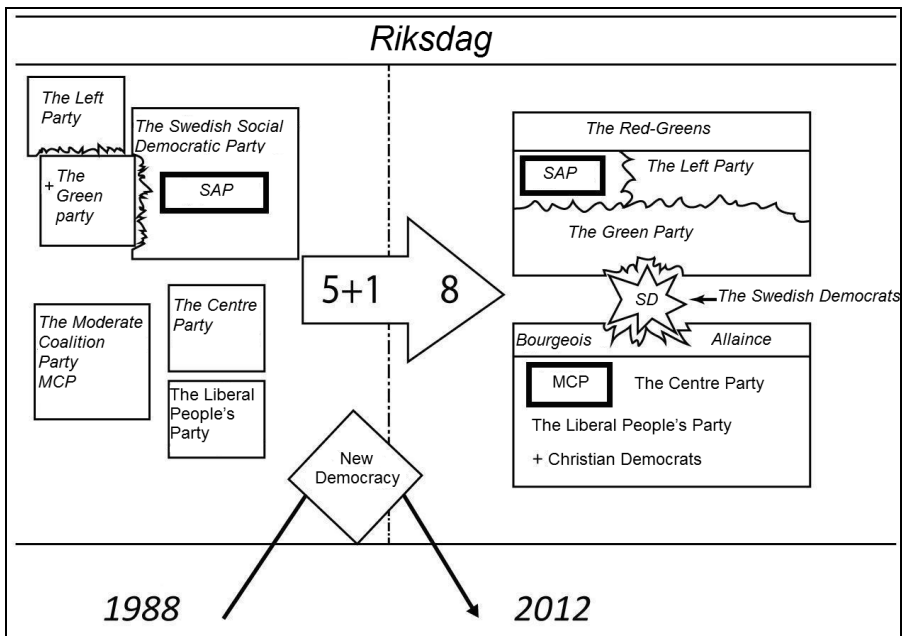 Riksdag
The Left
Party
The Swedish Social
Democratic Party
SAP
+ The
Green
party
The Moderate
Coalition
Party
MCP
The Centre
Party
The Liberal
People's
Party
5+1
8
New
Democracy
The Red-Greens
SAP
The Left Party
The Green Party
SD
The Swedish Democrats
Bourgeois
Allaince
MCP
The Centre Party
The Liberal People's Party
+ Christian Democrats
1988
2012